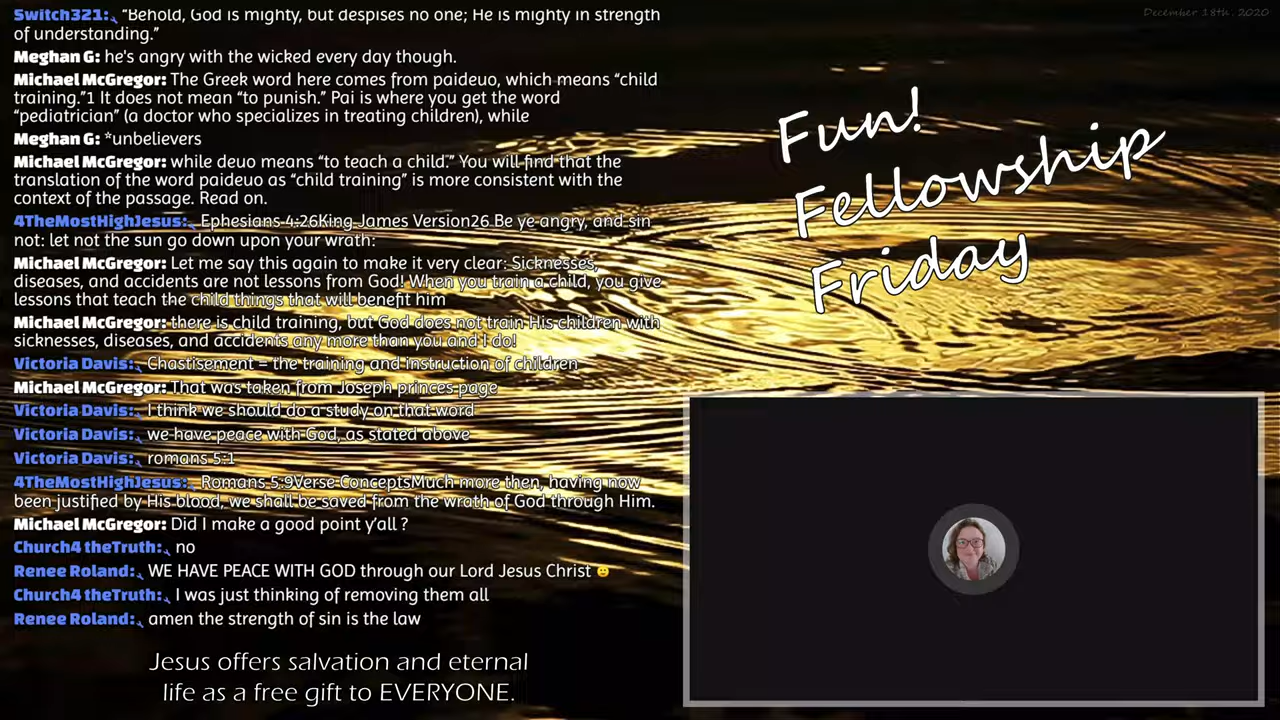 Switch321: “Behold, God is mighty, but despises no one; He is mighty in strength
of understanding.”
Meghan G: he's angry with the wicked every day though.
Michael McGregor: The Greek word here comes from paideuo, which means “child
training.”1 It does not mean “to punish.” Pai is where you get the word
“pediatrician” (a doctor who specializes in treating children), while
Meghan G: *unbelievers
Michael McGregor: while deuo means “to teach a child.” You will find that the
translation of the word paideuo as “child training” is more consistent with the
context of the passage. Read on.
4TheMostHighJesus: Ephesians 4:26King James Version26 Be ye angry, and sin
not: let not the sun go down upon your wrath:
Michael McGregor: Let me say this again to make it very clear: Sicknesses,
diseases, and accidents are not lessons from God! When you train a child, you give
lessons that teach the child things that will benefit him
Michael McGregor: there is child training, but God does not train His children with
sicknesses, diseases, and accidents any more than you and I do!
Victoria Davis: Chastisement = the training and instruction of children
Michael McGregor: That was taken from Joseph princes page
Victoria Davis: I think we should do a study on that word
Victoria Davis: we have peace with God, as stated above
Victoria Davis: romans 5:1
4TheMostHighJesus: Romans 5:9Verse ConceptsMuch more then, having now
been justified by His blood, we shall be saved from the wrath of God through Him.
Michael McGregor: Did I make a good point y'all ?
Church4 theTruth: no
Renee Roland: WE HAVE PEACE WITH GOD through our Lord Jesus Christ
Church4 theTruth: I was just thinking of removing them all
Renee Roland: amen the strength of sin is the law
Jesus offers salvation and eternal
life as a free gift to EVERYONE.
December 18th, 2020
Fun!
Fellowship
Friday